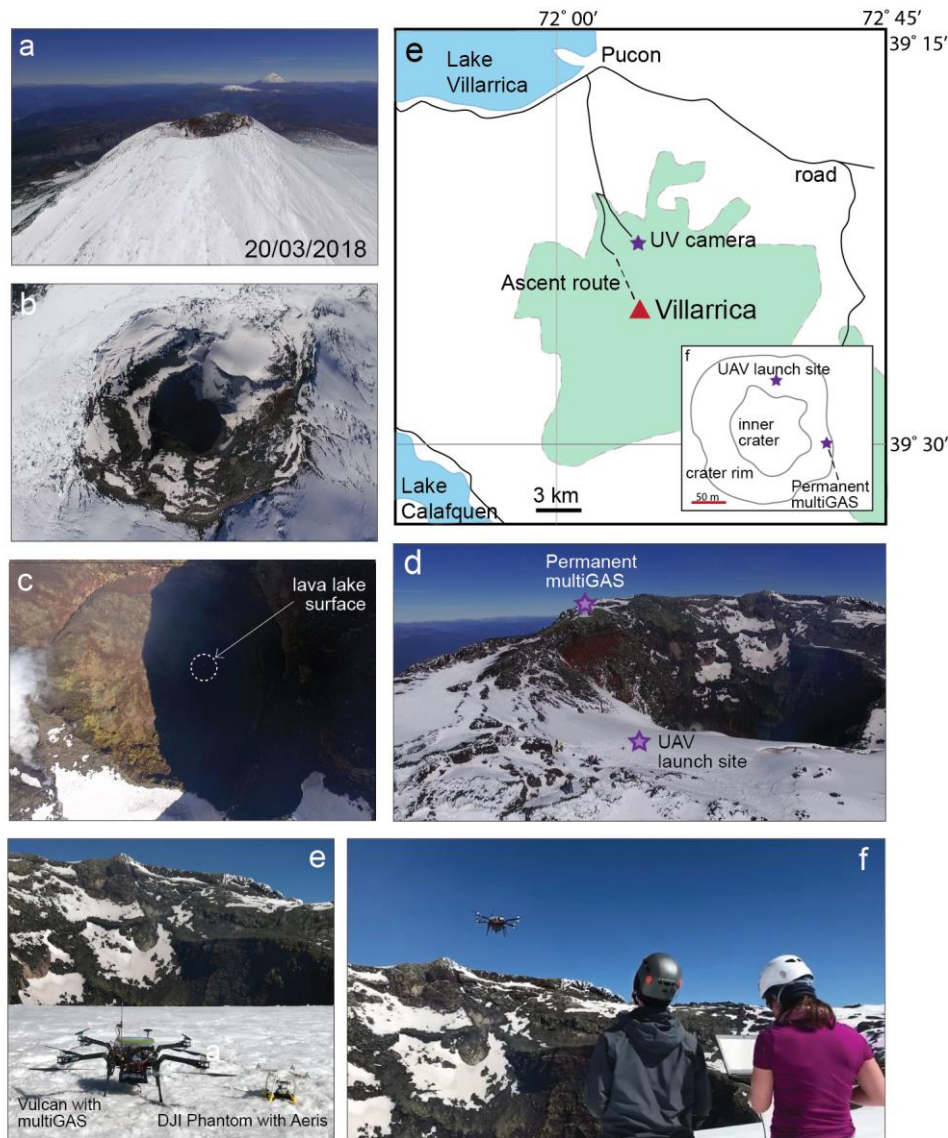 a
20/03/2018
b
c
lava lake
surface
72 00′
72 45′
39 15′
e
Lake
Villarrica
Pucon
road
UV camera
Ascent route
Villarrica
f
UAV launch site
inner
crater
crater rim
50 m
Permanent
multiGAS
39 30′
Lake
Calafquen
3 km
d
Permanent
multiGAS
UAV
launch site
e
a
Vulcan with
multiGAS
DJI Phantom with Aeris
f